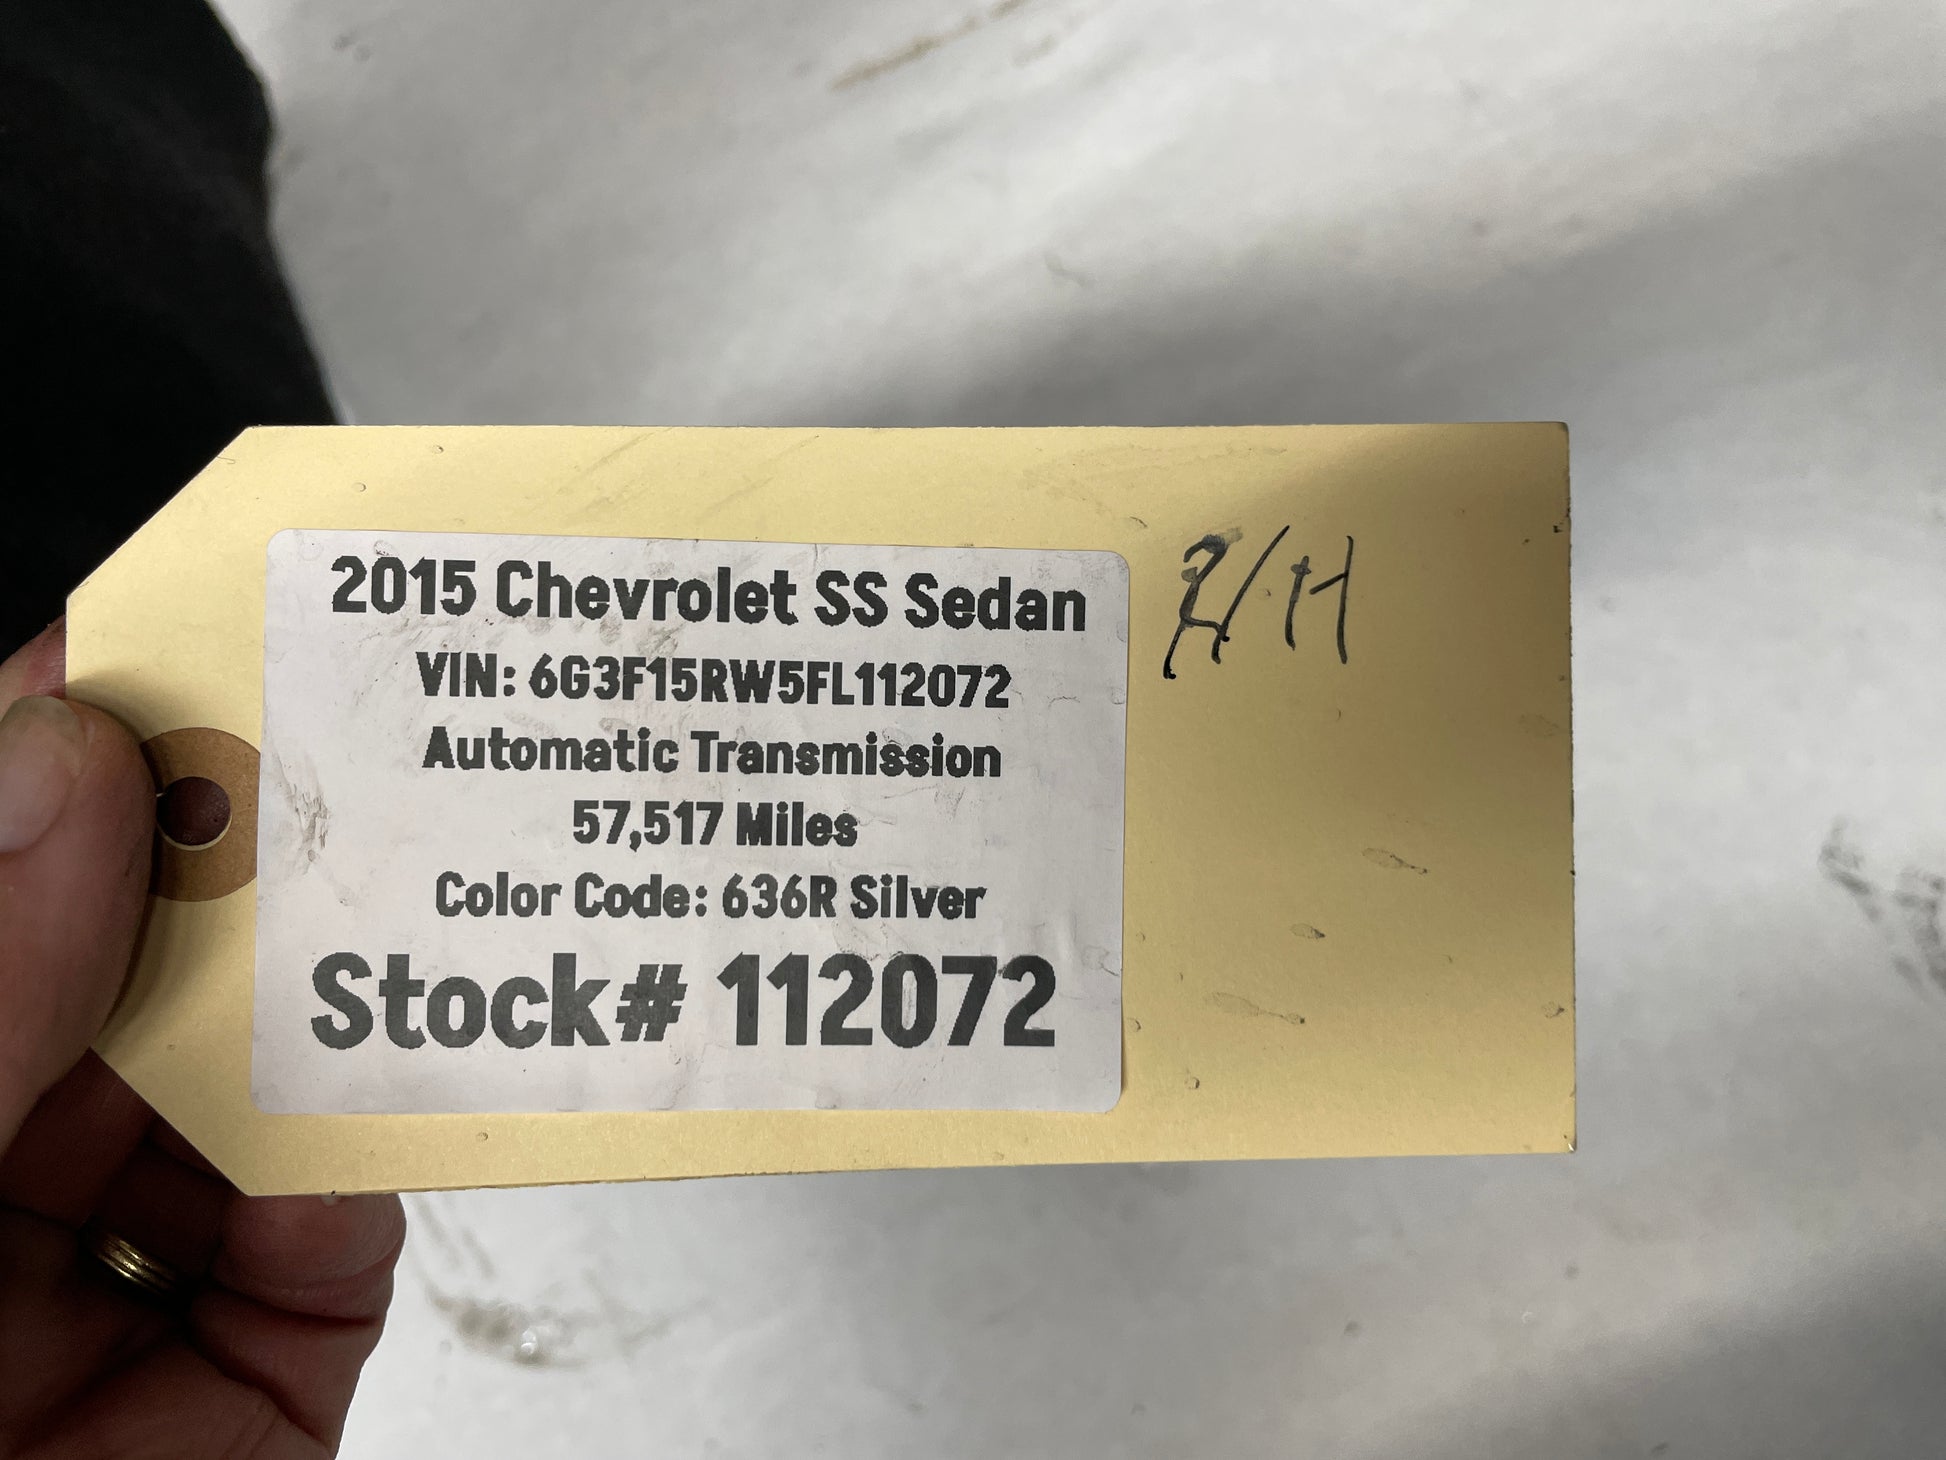 2015 Chevrolet SS Sedan
VIN: 6G3F15RW5FL112072
Automatic Transmission
57,517 Miles
Color Code: 636R Silver
Stock# 112072
R/H